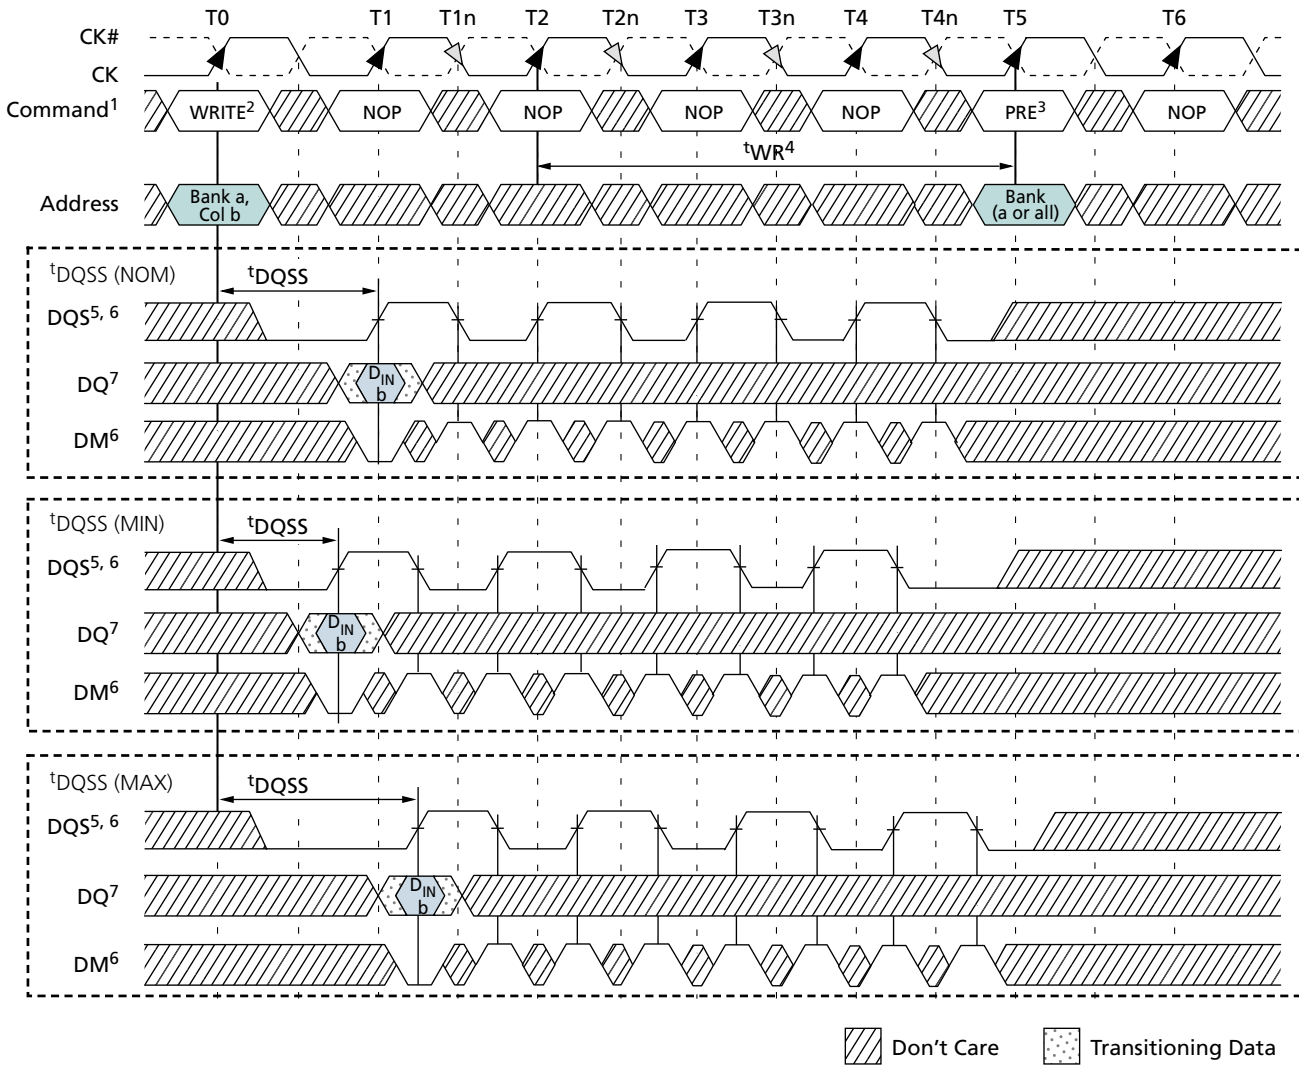 T0 T1 T1n T2 T2n T3 T3n T4 T4n T5 T6
CK#
CK
Command1 WRITE2 NOP NOP NOP NOP PRE3 NOP
tWR4
Address Bank a, Col b Bank (a or all)
tDQSS (NOM) tDQSS
DQS5, 6
DQ7 DIN b
DM6
tDQSS (MIN) tDQSS
DQS5, 6
DQ7 DIN b
DM6
tDQSS (MAX) tDQSS
DQS5, 6
DQ7 DIN b
DM6
Don't Care Transitioning Data